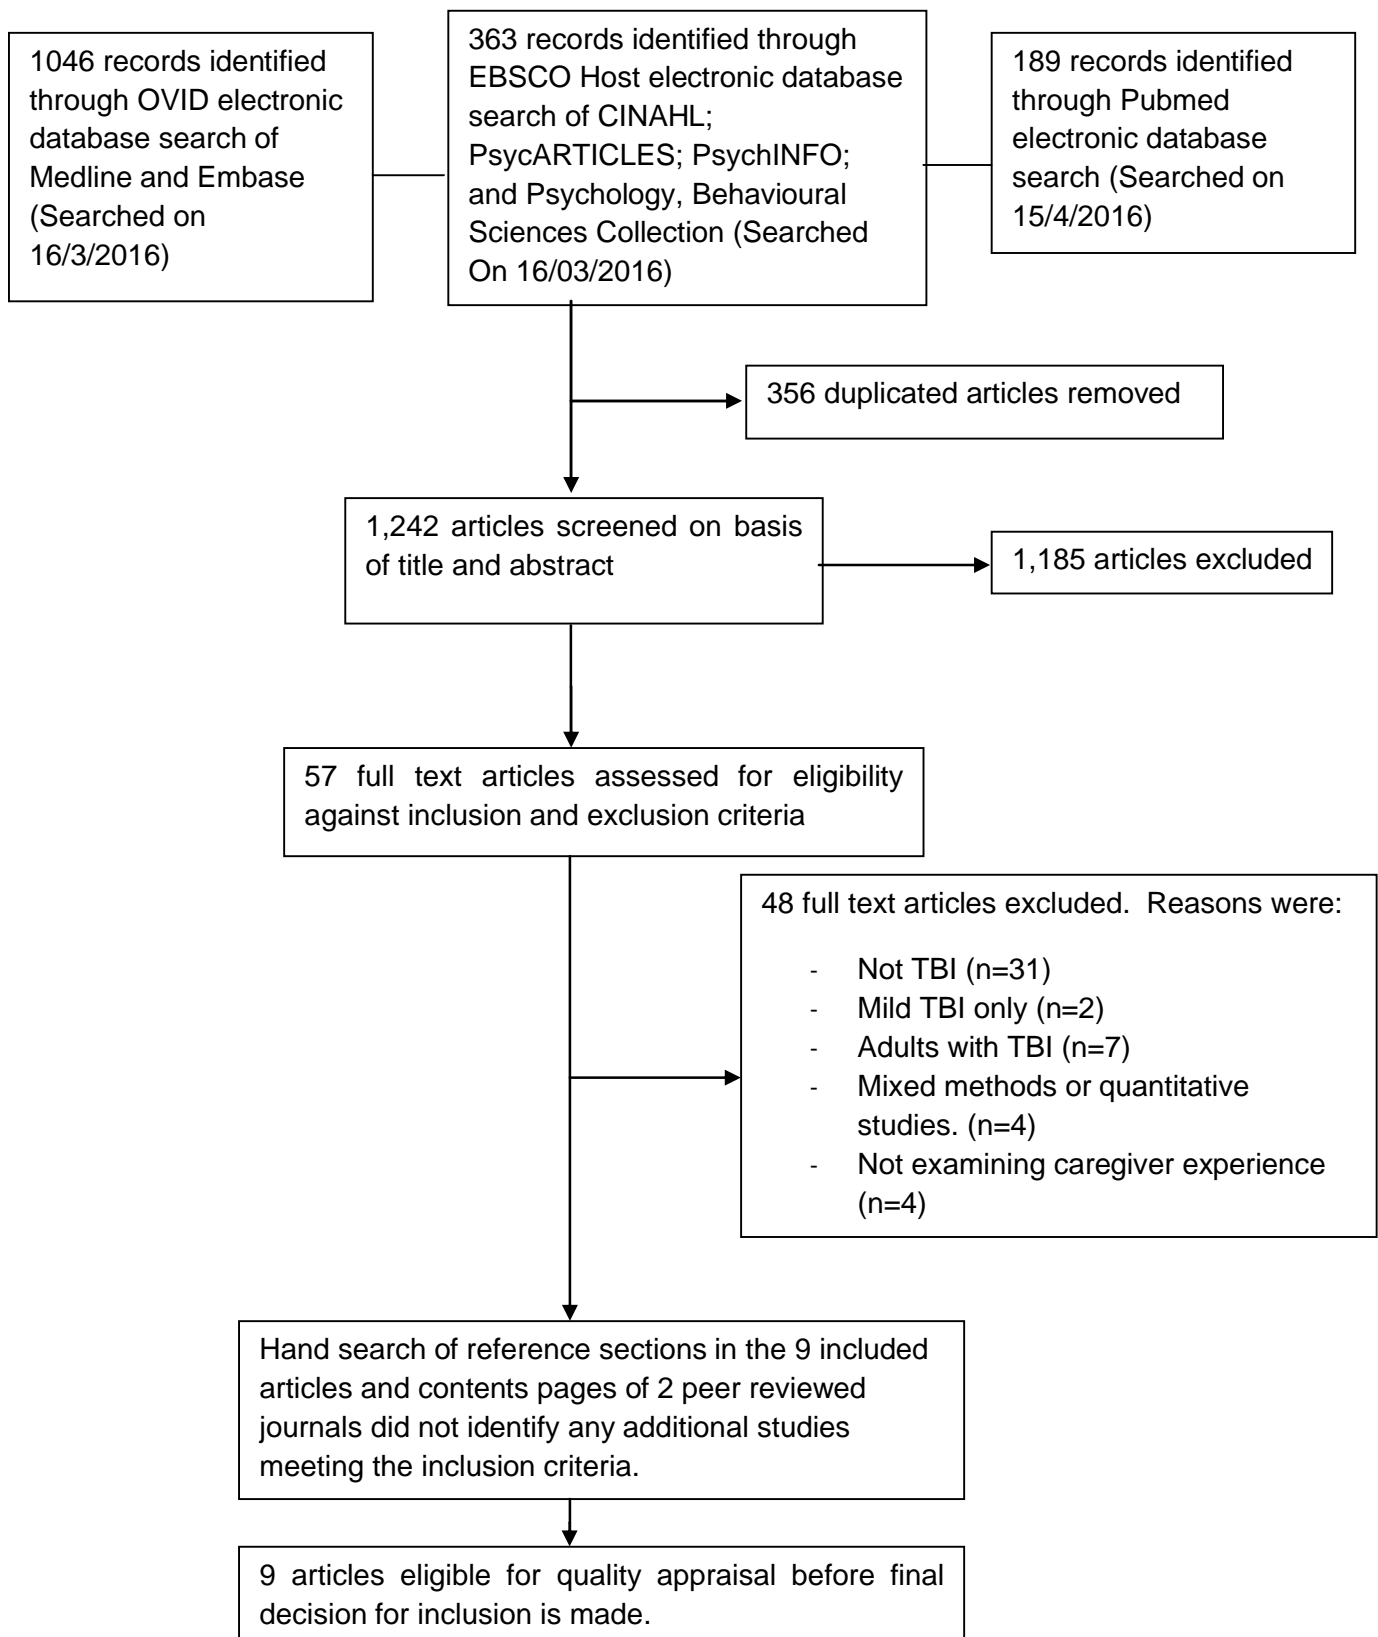 1046 records identified
through OVID electronic
database search of
Medline and Embase
(Searched on
16/3/2016)
363 records identified through
EBSCO Host electronic database
search of CINAHL;
PsycARTICLES; PsychINFO;
and Psychology, Behavioural
Sciences Collection (Searched
On 16/03/2016)
189 records identified
through Pubmed
electronic database
search (Searched on
15/4/2016)
356 duplicated articles removed
1,242 articles screened on basis
of title and abstract
1,185 articles excluded
57 full text articles assessed for eligibility
against inclusion and exclusion criteria
48 full text articles excluded. Reasons were:
- Not TBI (n=31)
- Mild TBI only (n=2)
- Adults with TBI (n=7)
- Mixed methods or quantitative
studies. (n=4)
- Not examining caregiver experience
(n=4)
Hand search of reference sections in the 9 included
articles and contents pages of 2 peer reviewed
journals did not identify any additional studies
meeting the inclusion criteria.
9 articles eligible for quality appraisal before final
decision for inclusion is made.